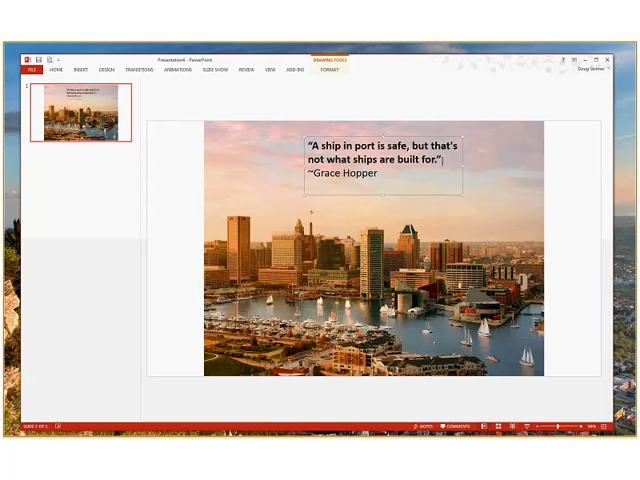 Presentation4 - PowerPoint
DRAWING TOOLS
FILE HOME INSERT DESIGN TRANSITIONS ANIMATIONS SLIDE SHOW REVIEW VIEW ADD-INS FORMAT
Doug Skinner
1
“A ship in port is safe, but that's
not what ships are built for.”
~Grace Hopper
SLIDE 1 OF 1
NOTES COMMENTS